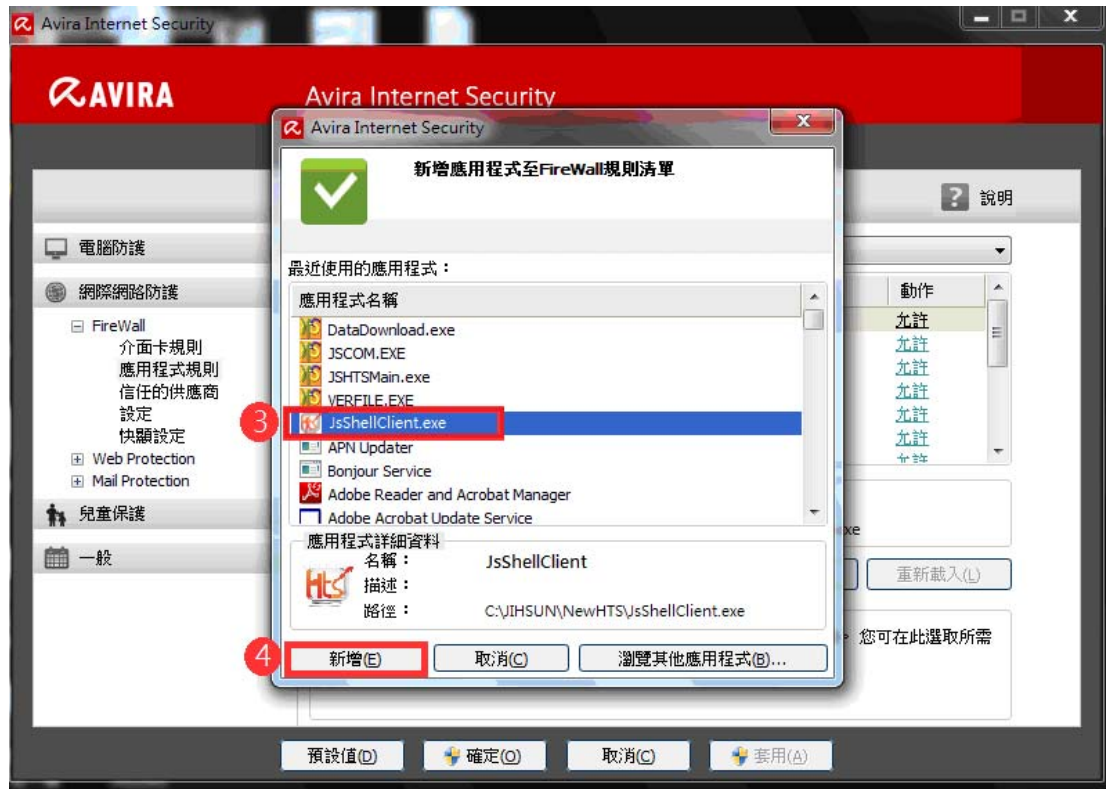 Avira Internet Security
AVIRA
Avira Internet Security
Avira Internet Security
新增應用程式至FireWall規則清單
說明
電腦防護
網際網路防護
FireWall
介面卡規則
應用程式規則
信任的供應商
設定
快顯設定
Web Protection
Mail Protection
兒童保護
一般
最近使用的應用程式：
應用程式名稱
DataDownload.exe
JSCOM.EXE
JSHTSMain.exe
VERFILE.EXE
3
JsShellClient.exe
APN Updater
Bonjour Service
Adobe Reader and Acrobat Manager
Adobe Acrobat Update Service
應用程式詳細資料
Hts
名稱： JsShellClient
描述：
路徑： C:\JIHSUN\NewHTS\JsShellClient.exe
4
新增(E) 取消(C) 瀏覽其他應用程式(B)...
動作
允許
允許
允許
允許
允許
允許
允許
xe
重新載入(L)
。您可在此選取所需
預設值(D) 確定(O) 取消(C) 套用(A)